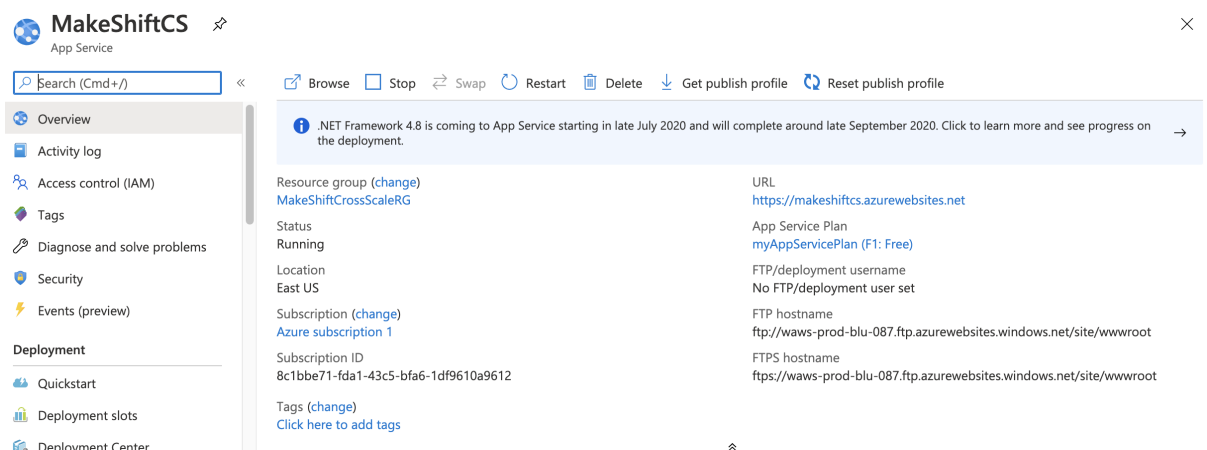 MakeShiftCS
App Service
Search (Cmd+/)
«
Overview
Activity log
Access control (IAM)
Tags
Diagnose and solve problems
Security
Events (preview)
Deployment
Quickstart
Deployment slots
Deployment Center
Browse Stop Swap Restart Delete Get publish profile Reset publish profile
.NET Framework 4.8 is coming to App Service starting in late July 2020 and will complete around late September 2020. Click to learn more and see progress on
the deployment.
Resource group (change)
MakeShiftCrossScaleRG
Status
Running
Location
East US
Subscription (change)
Azure subscription 1
Subscription ID
8c1bbe71-fda1-43c5-bfa6-1df9610a9612
Tags (change)
Click here to add tags
URL
https://makeshiftcs.azurewebsites.net
App Service Plan
myAppServicePlan (F1: Free)
FTP/deployment username
No FTP/deployment user set
FTP hostname
ftp://waws-prod-blu-087.ftp.azurewebsites.windows.net/site/wwwroot
FTPS hostname
ftps://waws-prod-blu-087.ftp.azurewebsites.windows.net/site/wwwroot